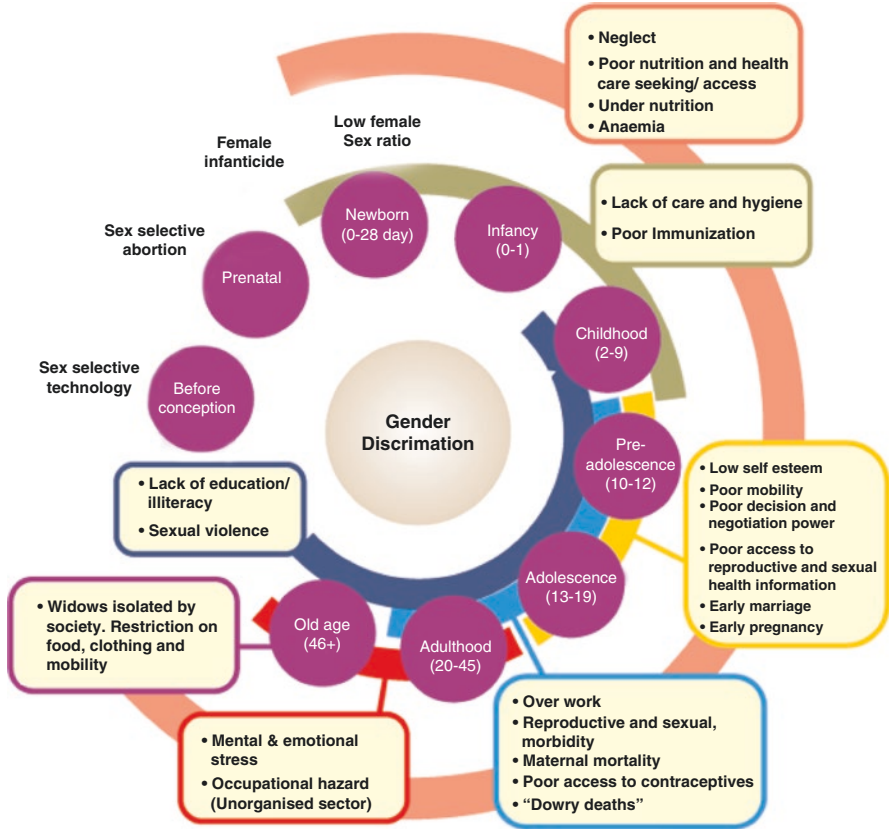 • Neglect
• Poor nutrition and health
care seeking/ access
• Under nutrition
• Anaemia
Low female
Sex ratio
Female
infanticide
• Lack of care and hygiene
• Poor Immunization
Newborn
(0-28 day)
Infancy
(0-1)
Sex selective
abortion
Prenatal
Childhood
(2-9)
Sex selective
technology
Before
conception
Gender
Discrimation
Pre-
adolescence
(10-12)
• Low self esteem
• Poor mobility
• Poor decision and
negotiation power
• Poor access to
reproductive and sexual
health information
• Early marriage
• Early pregnancy
• Lack of education/
illiteracy
• Sexual violence
Adolescence
(13-19)
• Widows isolated by
society. Restriction on
food, clothing and
mobility
Old age
(46+)
Adulthood
(20-45)
• Over work
• Reproductive and sexual,
morbidity
• Maternal mortality
• Poor access to contraceptives
• “Dowry deaths”
• Mental & emotional
stress
• Occupational hazard
(Unorganised sector)